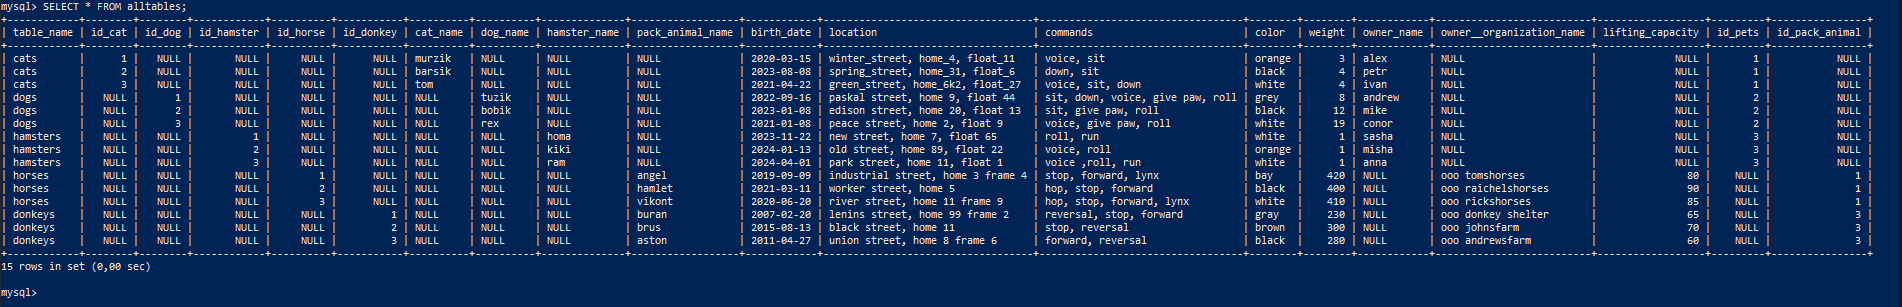 mysql> SELECT * FROM alltables;
| table_name | id_cat | id_dog | id_hamster | id_horse | id_donkey | cat_name | dog_name | hamster_name | pack_animal_name | birth_date | location | commands | color | weight | owner_name | owner__organization_name | lifting_capacity | id_pets | id_pack_animal |
| cats | 1 | NULL | NULL | NULL | NULL | murzik | NULL | NULL | NULL | 2020-03-15 | winter_street, home_4, float_11 | voice, sit | orange | 3 | alex | NULL | NULL | 1 | NULL |
| cats | 2 | NULL | NULL | NULL | NULL | barsik | NULL | NULL | NULL | 2023-08-08 | spring_street, home_31, float_6 | down, sit | black | 4 | petr | NULL | NULL | 1 | NULL |
| cats | 3 | NULL | NULL | NULL | NULL | tom | NULL | NULL | NULL | 2021-04-22 | green_street, home_6k2, float_27 | voice, sit, down | white | 4 | ivan | NULL | NULL | 1 | NULL |
| dogs | NULL | 1 | NULL | NULL | NULL | NULL | tuzik | NULL | NULL | 2022-09-16 | paskal street, home 9, float 44 | sit, down, voice, give paw, roll | grey | 8 | andrew | NULL | NULL | 2 | NULL |
| dogs | NULL | 2 | NULL | NULL | NULL | NULL | bobik | NULL | NULL | 2023-01-08 | edison street, home 20, float 13 | sit, give paw, roll | black | 12 | mike | NULL | NULL | 2 | NULL |
| dogs | NULL | 3 | NULL | NULL | NULL | NULL | rex | NULL | NULL | 2021-01-08 | peace street, home 2, float 9 | voice, give paw, roll | white | 19 | conor | NULL | NULL | 2 | NULL |
| hamsters | NULL | NULL | 1 | NULL | NULL | NULL | NULL | homa | NULL | 2023-11-22 | new street, home 7, float 65 | roll, run | white | 1 | sasha | NULL | NULL | 3 | NULL |
| hamsters | NULL | NULL | 2 | NULL | NULL | NULL | NULL | kiki | NULL | 2024-01-13 | old street, home 89, float 22 | voice, roll | orange | 1 | misha | NULL | NULL | 3 | NULL |
| hamsters | NULL | NULL | 3 | NULL | NULL | NULL | NULL | ram | NULL | 2024-04-01 | park street, home 11, float 1 | voice ,roll, run | white | 1 | anna | NULL | NULL | 3 | NULL |
| horses | NULL | NULL | NULL | 1 | NULL | NULL | NULL | NULL | angel | 2019-09-09 | industrial street, home 3 frame 4 | stop, forward, lynx | bay | 420 | NULL | ooo tomshorses | 80 | NULL | 1 |
| horses | NULL | NULL | NULL | 2 | NULL | NULL | NULL | NULL | hamlet | 2021-03-11 | worker street, home 5 | hop, stop, forward | black | 400 | NULL | ooo raichelshorses | 90 | NULL | 1 |
| horses | NULL | NULL | NULL | 3 | NULL | NULL | NULL | NULL | vikont | 2020-06-20 | river street, home 11 frame 9 | hop, stop, forward, lynx | white | 410 | NULL | ooo rickshorses | 85 | NULL | 1 |
| donkeys | NULL | NULL | NULL | NULL | 1 | NULL | NULL | NULL | buran | 2007-02-20 | lenins street, home 99 frame 2 | reversal, stop, forward | gray | 230 | NULL | ooo donkey shelter | 65 | NULL | 3 |
| donkeys | NULL | NULL | NULL | NULL | 2 | NULL | NULL | NULL | brus | 2015-08-13 | black street, home 11 | stop, reversal | brown | 300 | NULL | ooo johnsfarm | 70 | NULL | 3 |
| donkeys | NULL | NULL | NULL | NULL | 3 | NULL | NULL | NULL | aston | 2011-04-27 | union street, home 8 frame 6 | forward, reversal | black | 280 | NULL | ooo andrewsfarm | 60 | NULL | 3 |
15 rows in set (0,00 sec)
mysql>